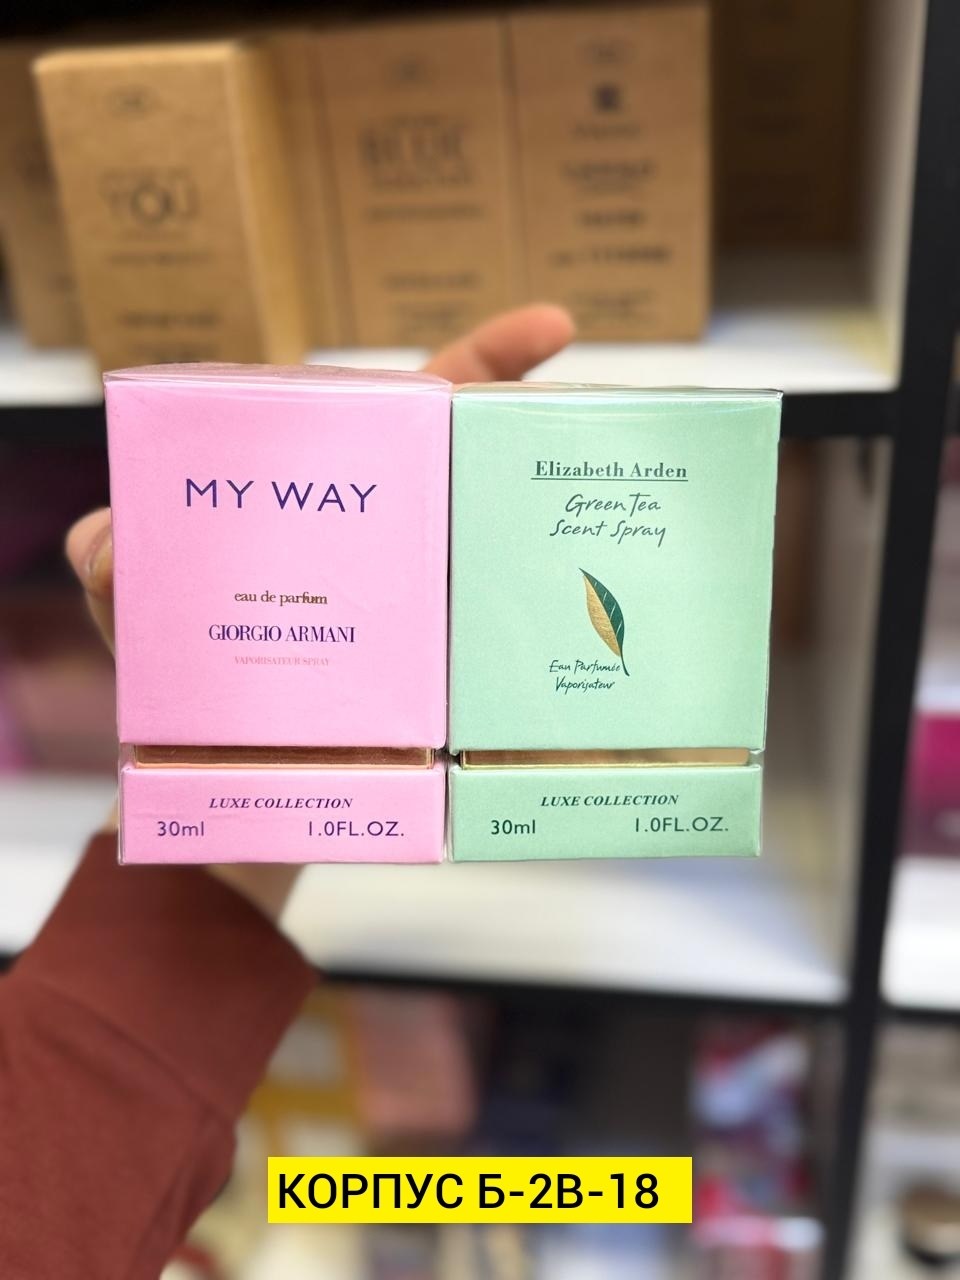 YOU
MY WAY
eau de parfum
GIORGIO ARMANI
VAPORISATEUR SPRAY
LUXE COLLECTION
30ml 1.0FL.OZ.
Elizabeth Arden
Green Tea
Scent Spray
Eau Parfumée
Vaporisateur
LUXE COLLECTION
30ml 1.0FL.OZ.
КОРПУС Б-2В-18